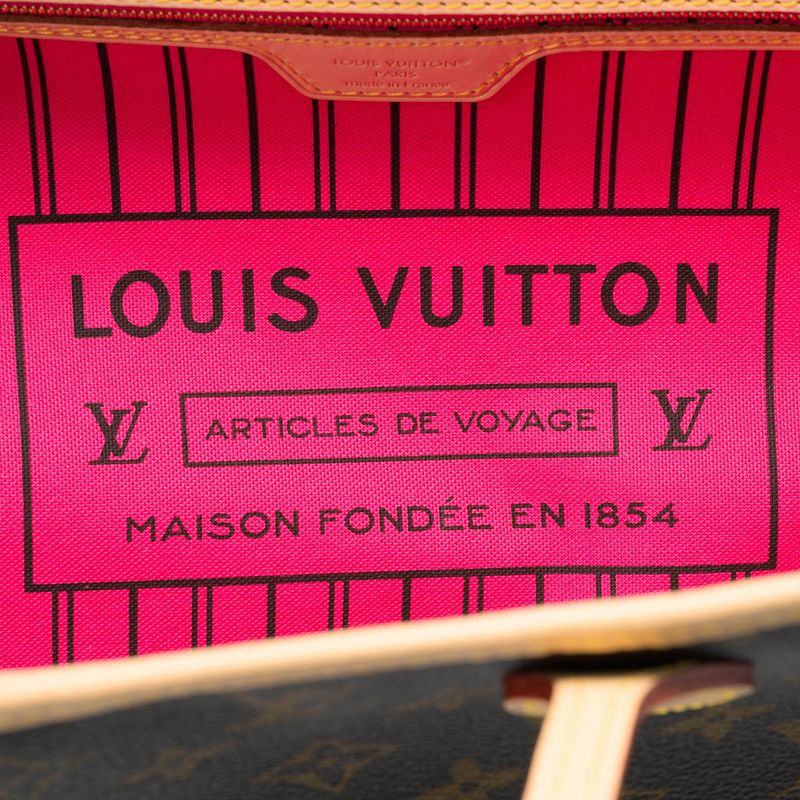 LOUIS VUITTON®
PARIS
made in France
LOUIS VUITTON
LV ARTICLES DE VOYAGE LV
MAISON FONDÉE EN 1854